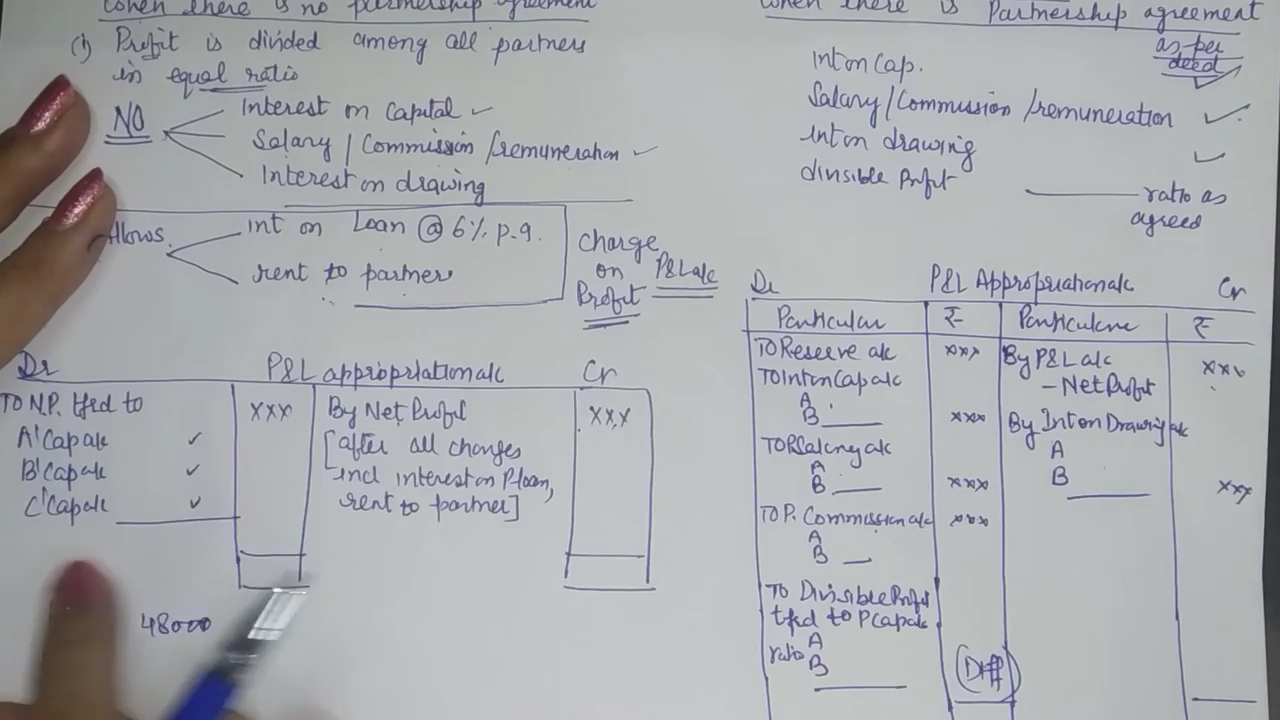 when there is no partnership agreement
(1) Profit is divided among all partners
in equal ratio
NO
Interest on capital ✓
Salary / Commission / remuneration ✓
Interest on drawing
Allows
int on Loan @ 6% p.a.
rent to partner
Charge
on
Profit
P&L a/c
Dr P&L appropriation a/c Cr
To N.P. tfrd to
A' Cap a/c ✓
B' Cap a/c ✓
C' Cap a/c ✓
xxx
By Net Profit
[after all charges
incl interest on P. loan,
rent to partner]
xxx
48000
when there is Partnership agreement
as per
deed
Int on Cap.
Salary / Commission / remuneration ✓
int on drawing ✓
divisible Profit ratio as
agreed
Dr P&L Appropriation a/c Cr
Particular ₹ Particular ₹
To Reserve a/c xxx
To Int on Cap a/c
A
B xxx
To P. Salary a/c
A
B xxx
To P. Commission a/c xxx
A
B
To Divisible Profit
tfrd to P Cap a/c
ratio A
B
(Diff)
By P&L a/c xxx
- Net Profit
By Int on Drawing a/c
A
B xxx